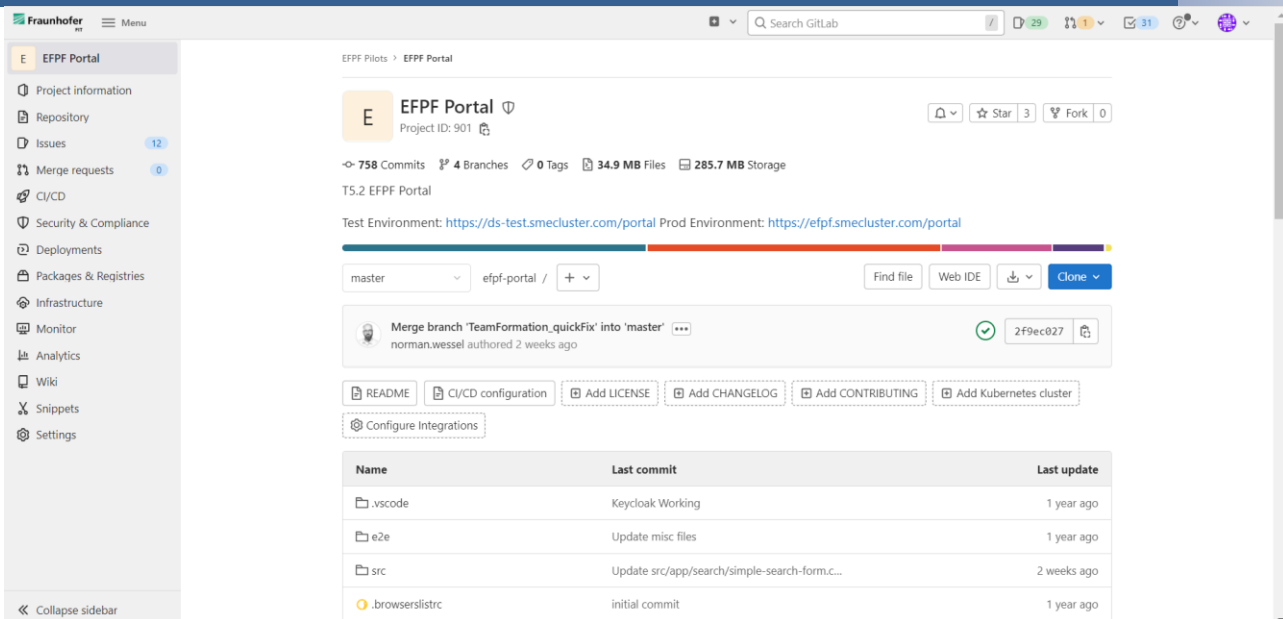 Fraunhofer
FIT
Menu
Search GitLab
/
29
1
31
E
EFPF Portal
Project information
Repository
Issues
12
Merge requests
0
CI/CD
Security & Compliance
Deployments
Packages & Registries
Infrastructure
Monitor
Analytics
Wiki
Snippets
Settings
Collapse sidebar
EFPF Pilots > EFPF Portal
E
EFPF Portal
Project ID: 901
Star 3
Fork 0
758 Commits 4 Branches 0 Tags 34.9 MB Files 285.7 MB Storage
T5.2 EFPF Portal
Test Environment: https://ds-test.smecluster.com/portal Prod Environment: https://efpf.smecluster.com/portal
master
efpf-portal /
Find file
Web IDE
Clone
Merge branch 'TeamFormation_quickFix' into 'master'
norman.wessel authored 2 weeks ago
2f9ec027
README
CI/CD configuration
Add LICENSE
Add CHANGELOG
Add CONTRIBUTING
Add Kubernetes cluster
Configure Integrations
Name Last commit Last update
.vscode Keycloak Working 1 year ago
e2e Update misc files 1 year ago
src Update src/app/search/simple-search-form.c... 2 weeks ago
.browserslistrc initial commit 1 year ago